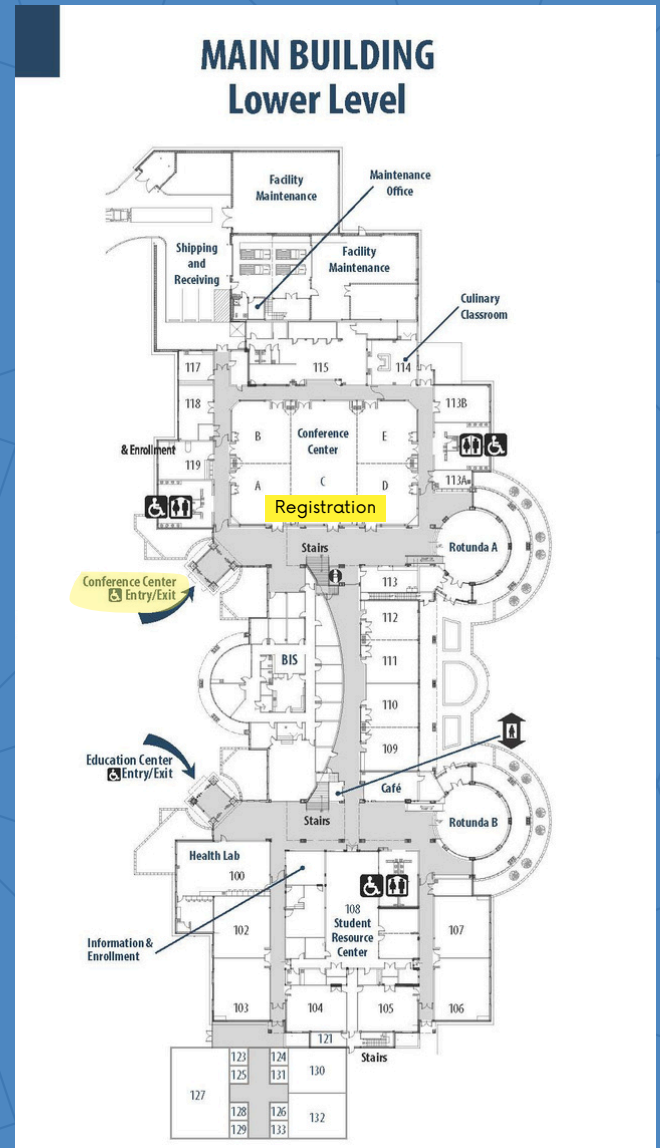 MAIN BUILDING
Lower Level
Facility
Maintenance
Maintenance
Office
Shipping
and
Receiving
Facility
Maintenance
Culinary
Classroom
117
115
114
118
113B
B
Conference
Center
E
& Enrollment
119
A
C
D
113A
Registration
Stairs
Rotunda A
Conference Center
Entry/Exit
113
112
BIS
111
110
109
Education Center
Entry/Exit
Café
Stairs
Rotunda B
Health Lab
100
108
Student
Resource
Center
102
107
Information &
Enrollment
103
104
105
106
121
Stairs
123
124
125
131
130
127
128
126
132
129
133